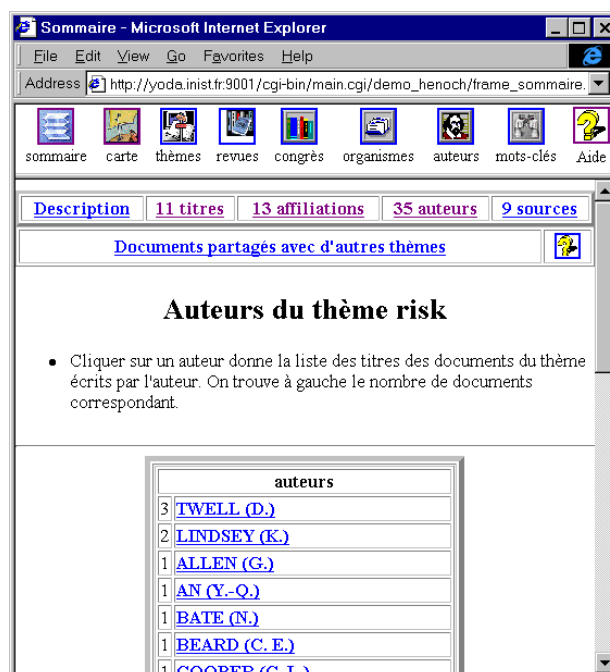 Sommaire - Microsoft Internet Explorer
File Edit View Go Favorites Help
Address http://yoda.inist.fr:9001/cgi-bin/main.cgi/demo_henoch/frame_sommaire.
sommaire carte thèmes revues congrès organismes auteurs mots-clés Aide
Description 11 titres 13 affiliations 35 auteurs 9 sources
Documents partagés avec d'autres thèmes
Auteurs du thème risk
• Cliquer sur un auteur donne la liste des titres des documents du thème
écrits par l'auteur. On trouve à gauche le nombre de documents
correspondant.
auteurs
3 TWELL (D.)
2 LINDSEY (K.)
1 ALLEN (G.)
1 AN (Y.-Q.)
1 BATE (N.)
1 BEARD (C. E.)
1 COOPER